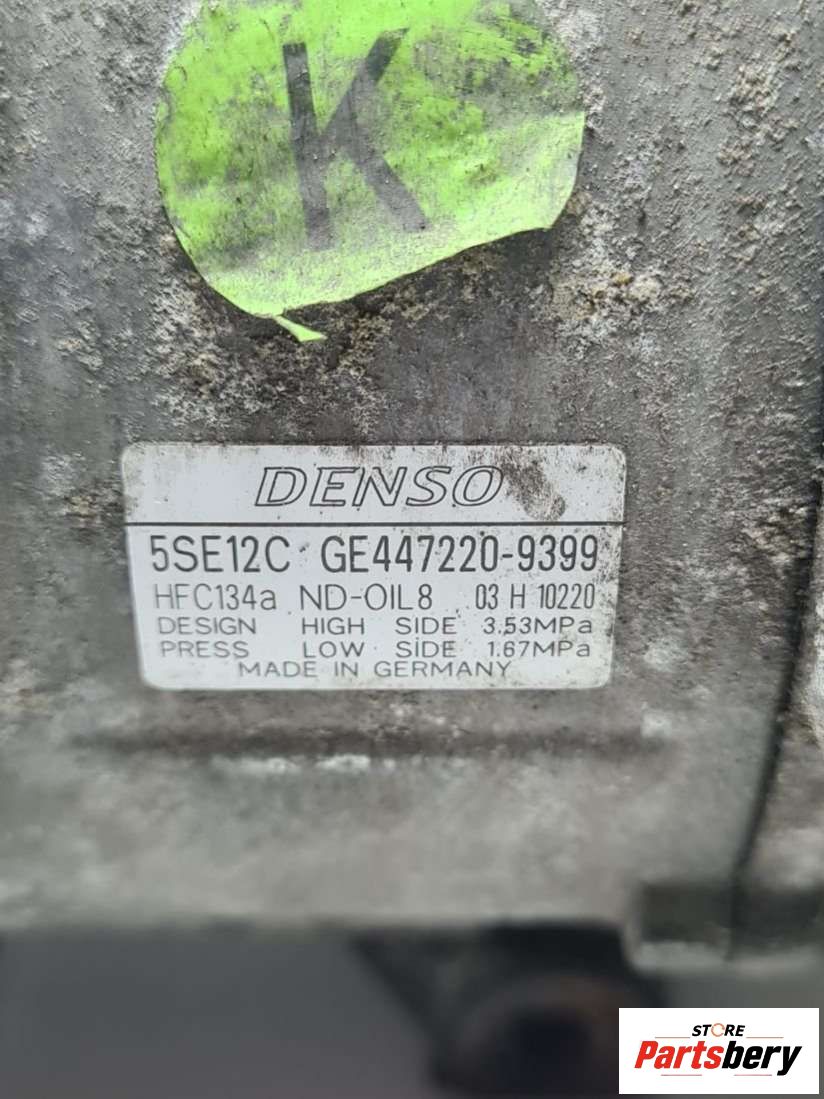 K
DENSO
5SE12C GE447220-9399
HFC134a ND-OIL8 03 H 10220
DESIGN HIGH SIDE 3.53MPa
PRESS LOW SIDE 1.67MPa
MADE IN GERMANY
STORE
Partsbery